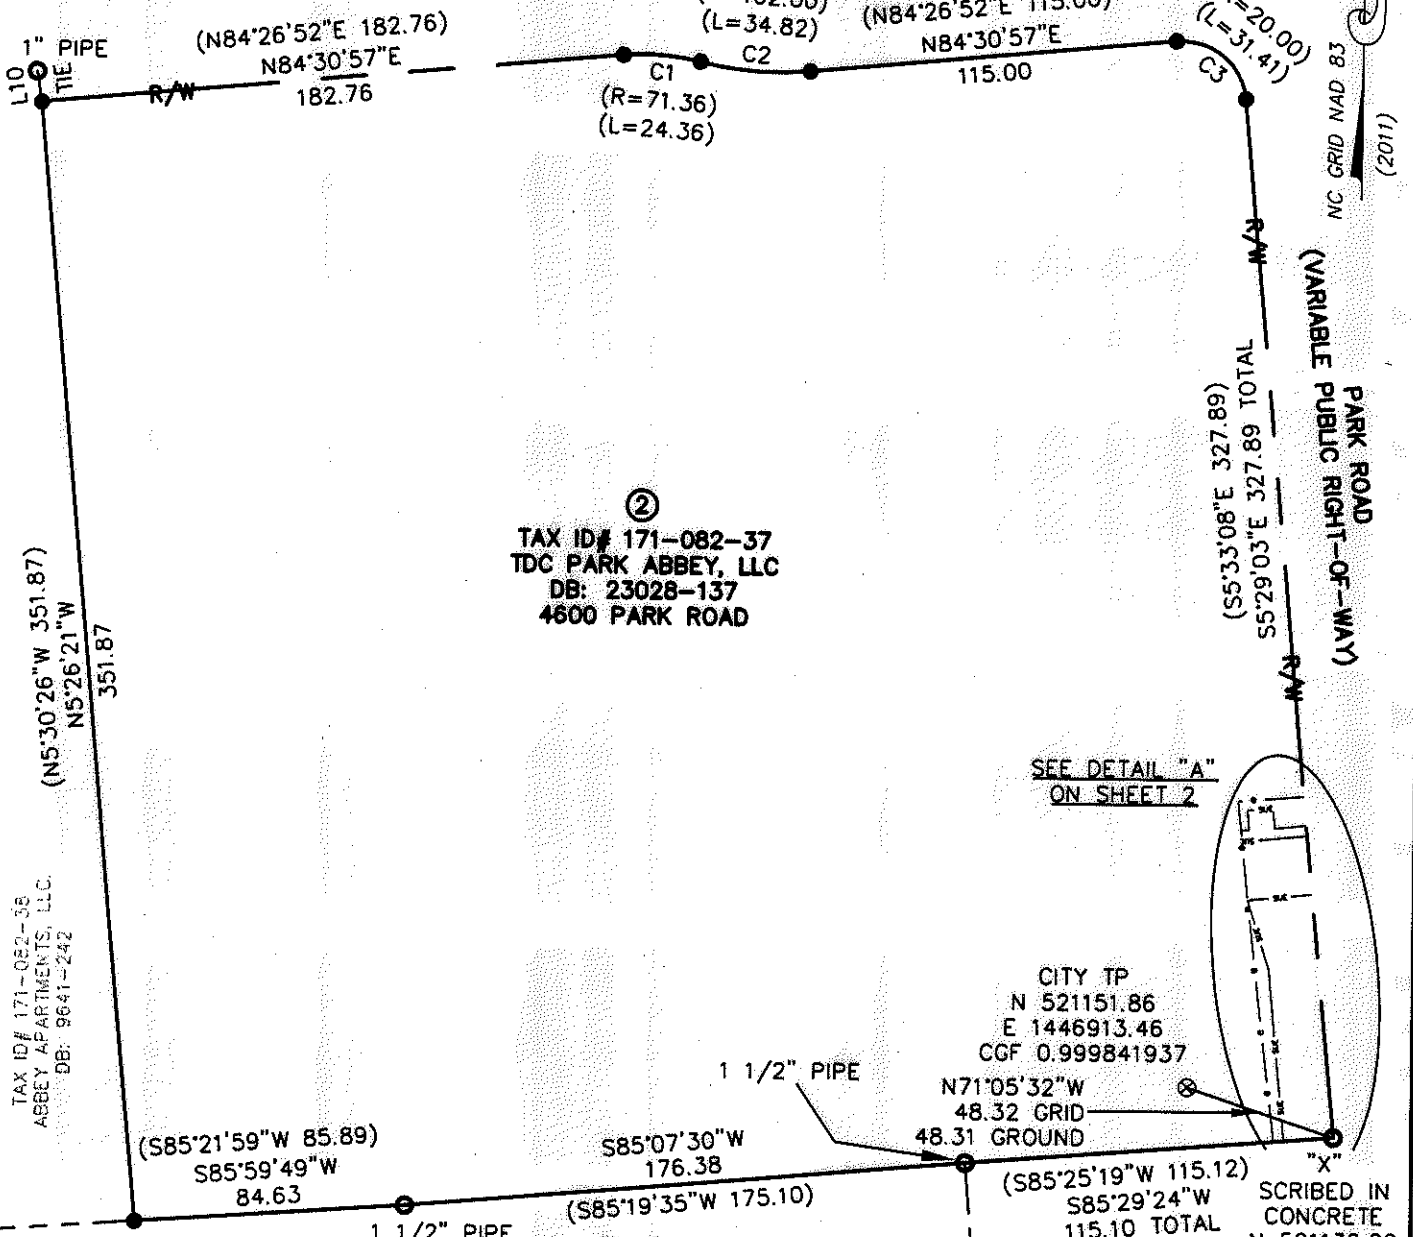 1" PIPE
L10
TIE
(N84°26'52"E 182.76)
N84°30'57"E
182.76
R/W
C1
(R=71.36)
(L=24.36)
(L=34.82)
C2
(N84°26'52"E 115.00)
N84°30'57"E
115.00
(L=31.41)
C3
NC GRID NAD 83
(2011)
R/W
PARK ROAD
(VARIABLE PUBLIC RIGHT-OF-WAY)
(S5°33'08"E 327.89)
S5°29'03"E 327.89 TOTAL
R/W
2
TAX ID# 171-082-37
TDC PARK ABBEY, LLC
DB: 23028-137
4600 PARK ROAD
(N5°30'26"W 351.87)
N5°26'21"W
351.87
SEE DETAIL "A"
ON SHEET 2
TAX ID# 171-082-38
ABBEY APARTMENTS, LLC.
DB: 9641-242
CITY TP
N 521151.86
E 1446913.46
CGF 0.999841937
N71°05'32"W
48.32 GRID
48.31 GROUND
1 1/2" PIPE
(S85°21'59"W 85.89)
S85°59'49"W
84.63
S85°07'30"W
176.38
(S85°19'35"W 175.10)
1 1/2" PIPE
(S85°25'19"W 115.12)
S85°29'24"W
115.10 TOTAL
"X"
SCRIBED IN
CONCRETE